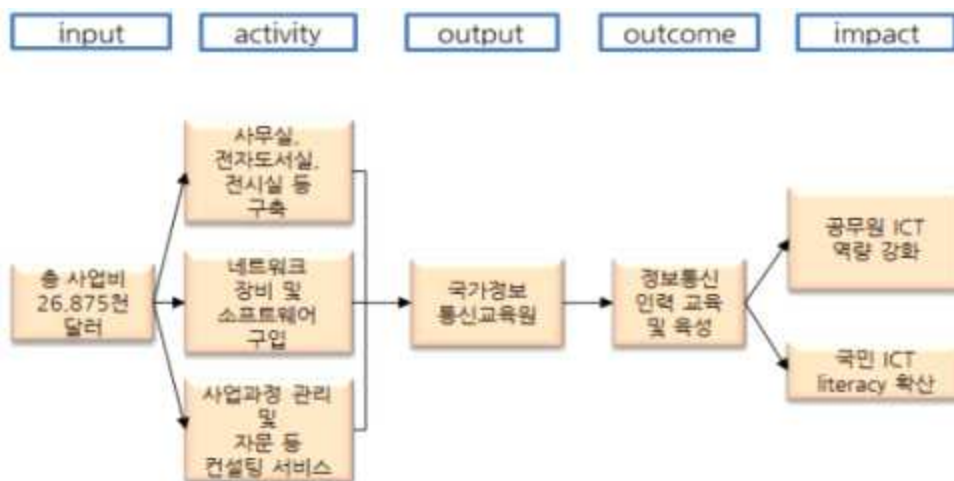 input
activity
output
outcome
impact
총 사업비
26,875천
달러
사무실,
전자도서실,
전시실 등
구축
네트워크
장비 및
소프트웨어
구입
사업과정 관리
및
자문 등
컨설팅 서비스
국가정보
통신교육원
정보통신
인력 교육
및 육성
공무원 ICT
역량 강화
국민 ICT
literacy 확산